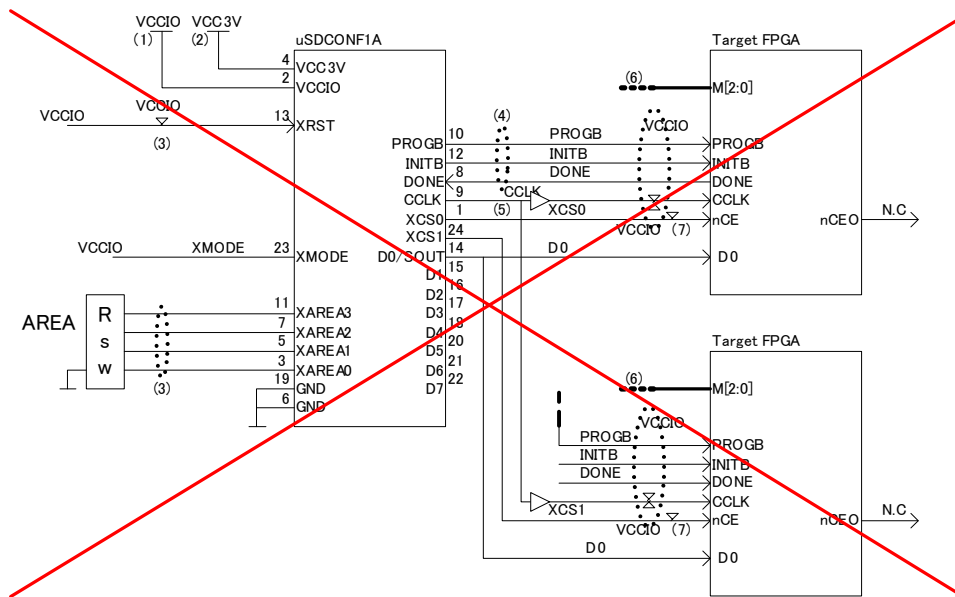 VCCIO
(1)
VCC3V
(2)
uSDCONF1A
4
VCC3V
2
VCCIO
VCCIO
VCCIO
(3)
13
XRST
10
PROGB
12
INITB
8
DONE
9
CCLK
1
XCS0
24
XCS1
14
D0/SOUT
15
D1
16
D2
17
D3
18
D4
20
D5
21
D6
22
D7
VCCIO
XMODE
23
XMODE
AREA
R
s
w
(3)
11
XAREA3
7
XAREA2
5
XAREA1
3
XAREA0
19
GND
6
GND
(4)
PROGB
INITB
DONE
CCLK
(5)
XCS0
D0
Target FPGA
(6)
M[2:0]
VCCIO
PROGB
INITB
DONE
CCLK
VCCIO
(7)
nCE
nCEO
N.C
D0
Target FPGA
(6)
M[2:0]
VCCIO
PROGB
PROGB
INITB
INITB
DONE
DONE
CCLK
XCS1
VCCIO
(7)
nCE
nCEO
N.C
D0
D0